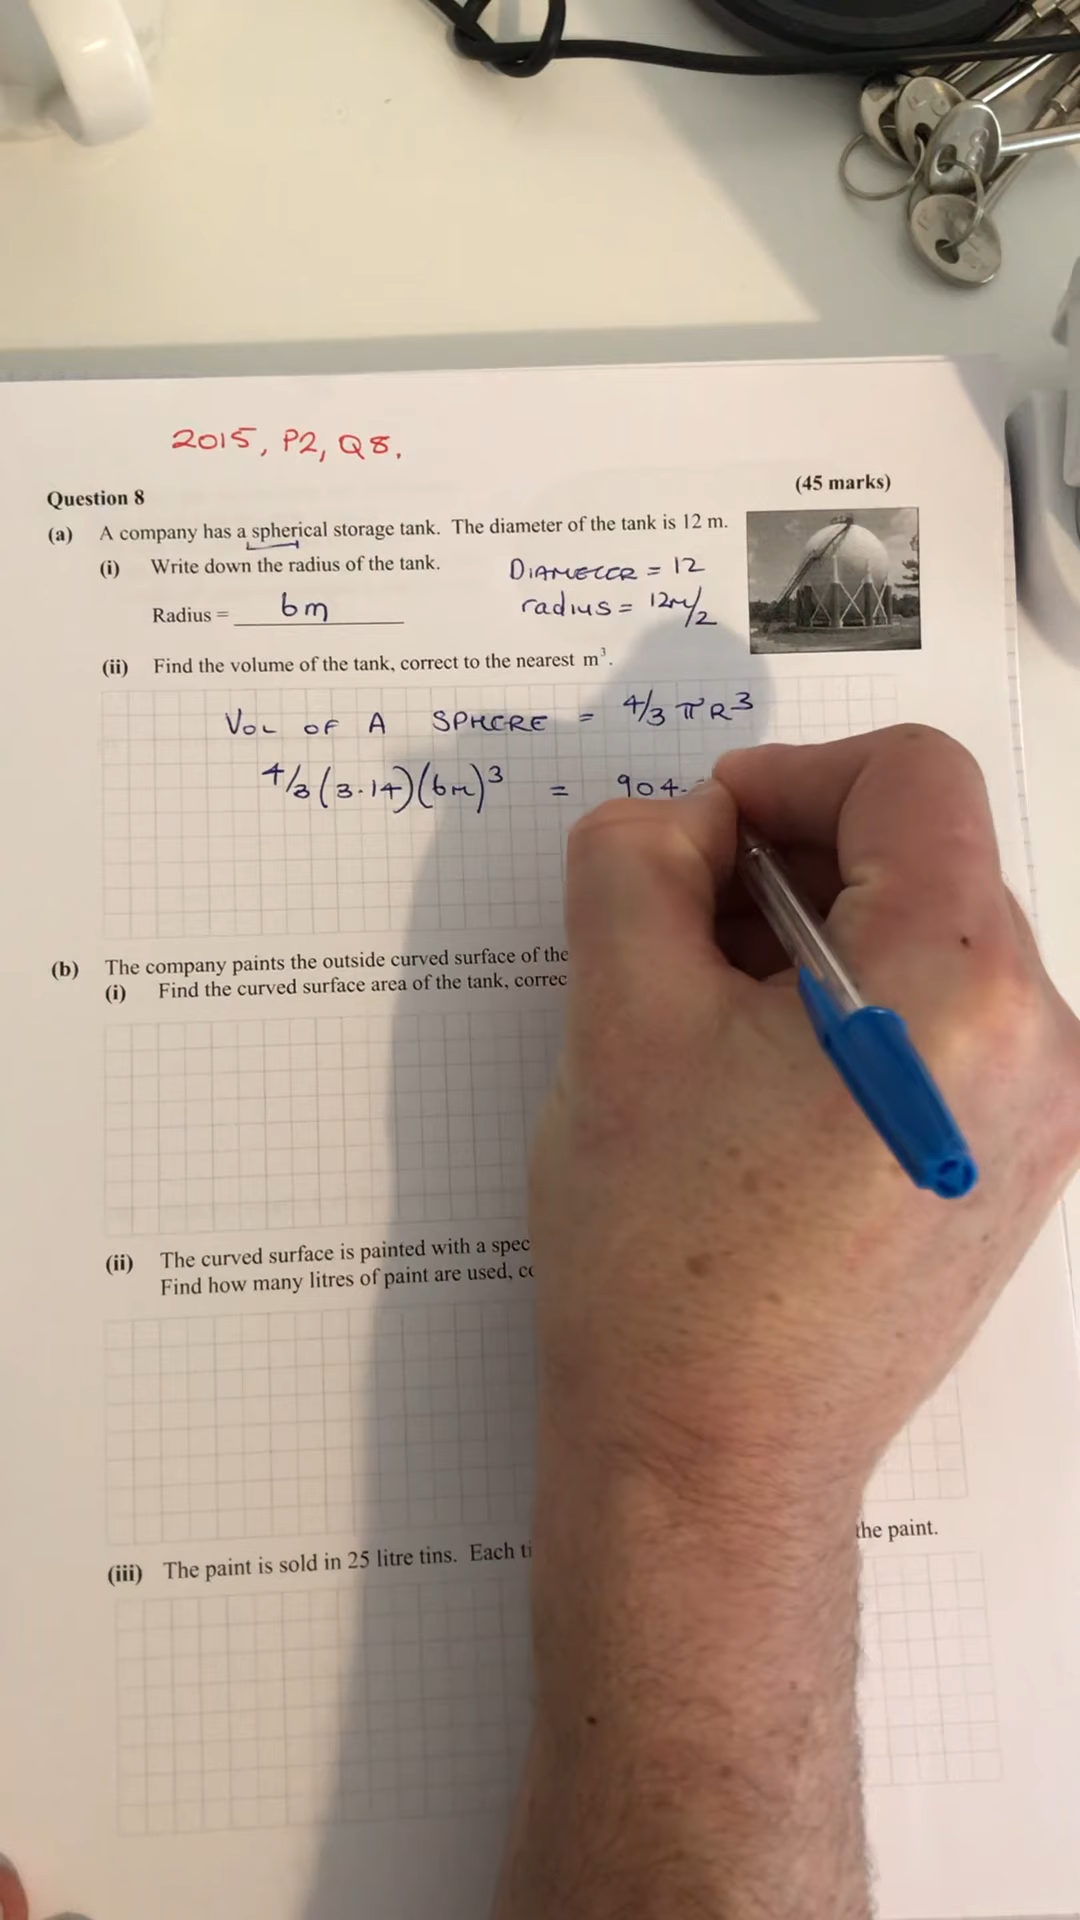 2015, P2, Q8.
(45 marks)
Question 8
(a) A company has a spherical storage tank. The diameter of the tank is 12 m.
(i) Write down the radius of the tank.
DIAMETER = 12
Radius = 6m
radius = 12m/2
(ii) Find the volume of the tank, correct to the nearest m³.
VOL OF A SPHERE = 4/3 π R³
4/3 (3.14)(6m)³ = 904.
(b) The company paints the outside curved surface of the
(i) Find the curved surface area of the tank, correc
(ii) The curved surface is painted with a spec
Find how many litres of paint are used, co
(iii) The paint is sold in 25 litre tins. Each ti
the paint.